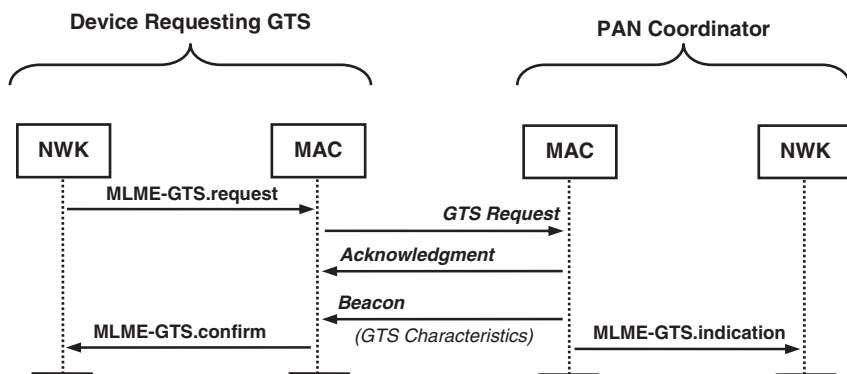 Device Requesting GTS
PAN Coordinator
NWK
MAC
MAC
NWK
MLME-GTS.request
GTS Request
Acknowledgment
Beacon
MLME-GTS.confirm
(GTS Characteristics)
MLME-GTS.indication